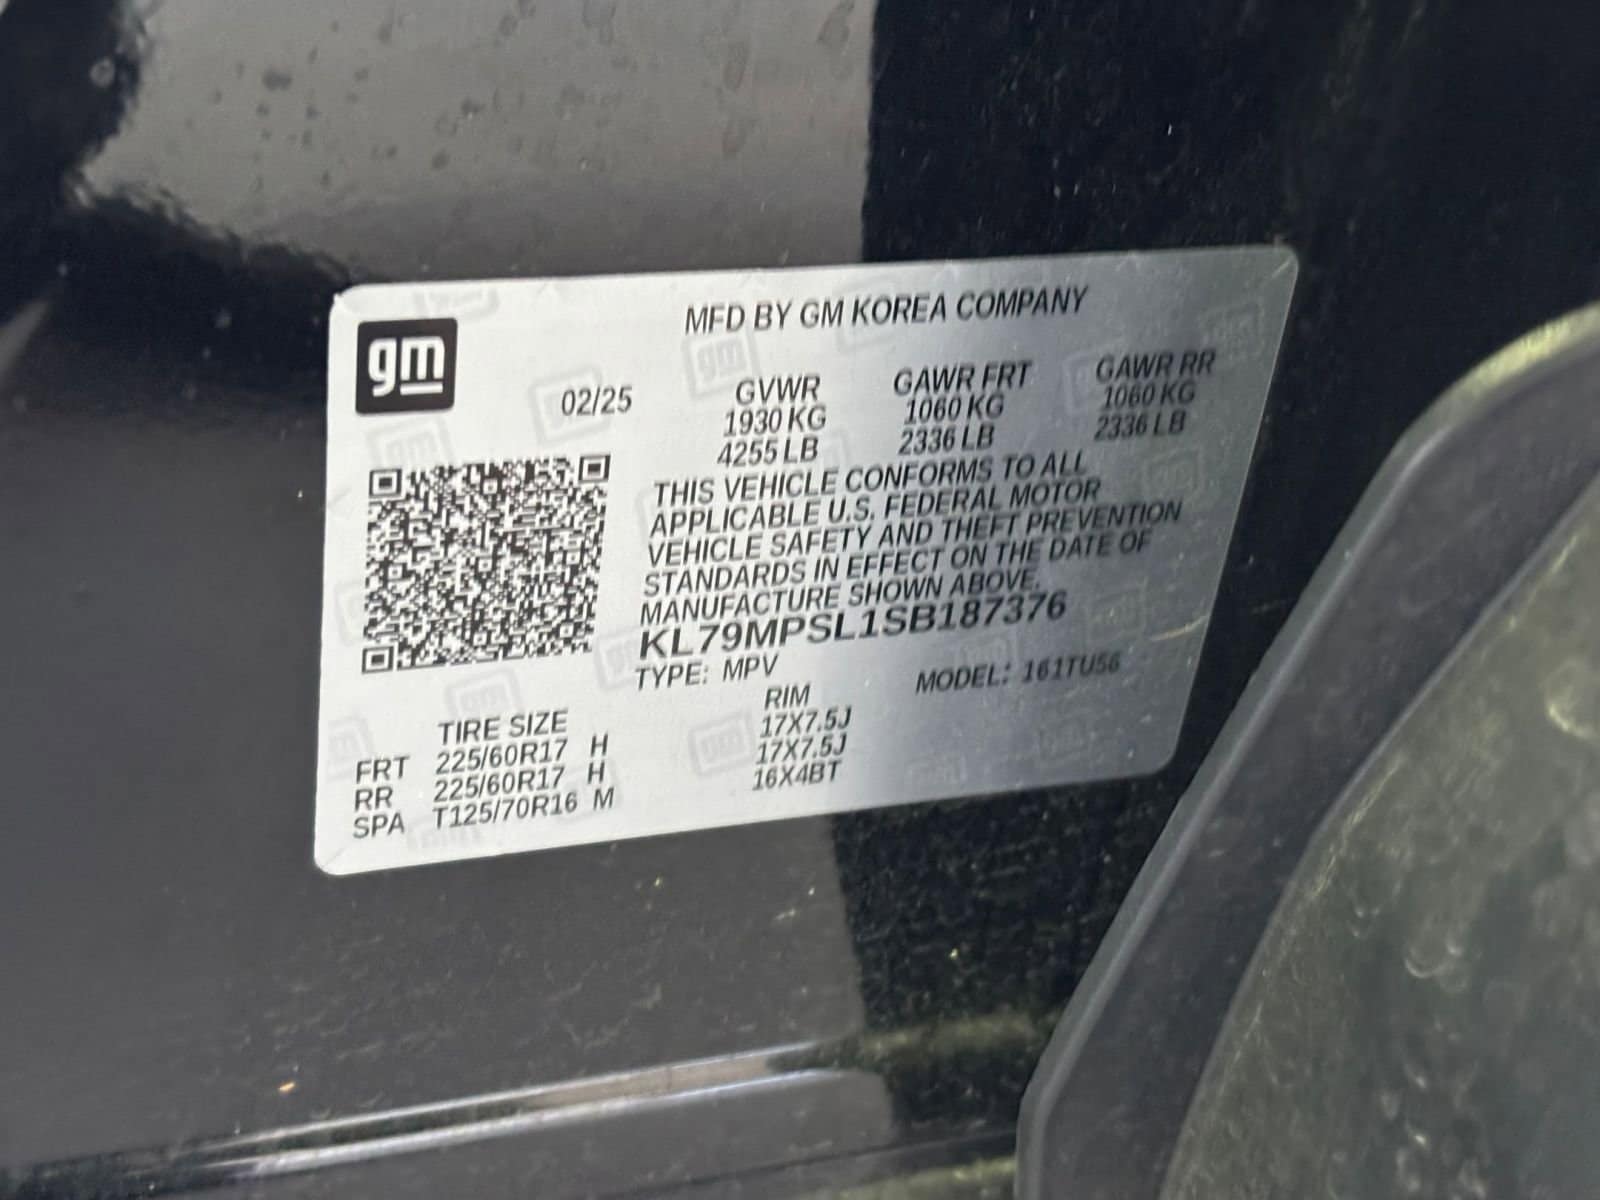 MFD BY GM KOREA COMPANY
gm
02/25
GVWR GAWR FRT GAWR RR
1930 KG 1060 KG 1060 KG
4255 LB 2336 LB 2336 LB
THIS VEHICLE CONFORMS TO ALL
APPLICABLE U.S. FEDERAL MOTOR
VEHICLE SAFETY AND THEFT PREVENTION
STANDARDS IN EFFECT ON THE DATE OF
MANUFACTURE SHOWN ABOVE.
KL79MPSL1SB187376
TYPE: MPV MODEL: 161TU56
TIRE SIZE RIM
FRT 225/60R17 H 17X7.5J
RR 225/60R17 H 17X7.5J
SPA T125/70R16 M 16X4BT